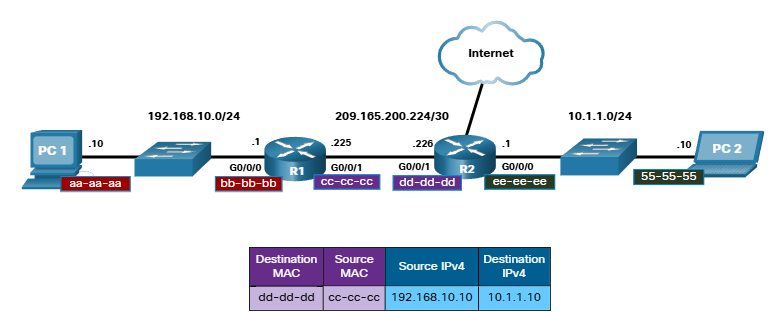 Internet
192.168.10.0/24
209.165.200.224/30
10.1.1.0/24
PC 1
.10
.1
.225
.226
.1
.10
PC 2
G0/0/0
R1
G0/0/1
G0/0/1
R2
G0/0/0
aa-aa-aa
bb-bb-bb
cc-cc-cc
dd-dd-dd
ee-ee-ee
55-55-55
Destination MAC
Source MAC
Source IPv4
Destination IPv4
dd-dd-dd
cc-cc-cc
192.168.10.10
10.1.1.10